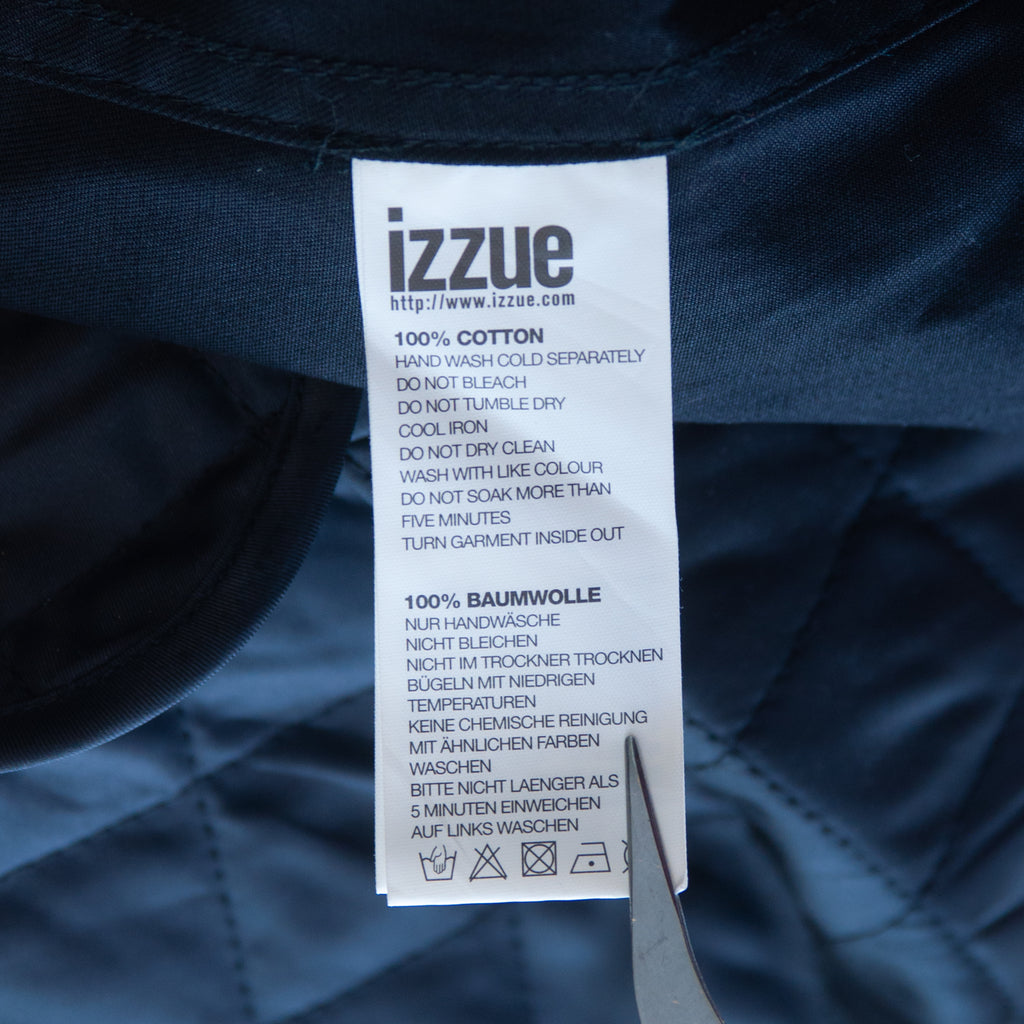 izzue
http://www.izzue.com
100% COTTON
HAND WASH COLD SEPARATELY
DO NOT BLEACH
DO NOT TUMBLE DRY
COOL IRON
DO NOT DRY CLEAN
WASH WITH LIKE COLOUR
DO NOT SOAK MORE THAN
FIVE MINUTES
TURN GARMENT INSIDE OUT
100% BAUMWOLLE
NUR HANDWÄSCHE
NICHT BLEICHEN
NICHT IM TROCKNER TROCKNEN
BÜGELN MIT NIEDRIGEN
TEMPERATUREN
KEINE CHEMISCHE REINIGUNG
MIT ÄHNLICHEN FARBEN
WASCHEN
BITTE NICHT LAENGER ALS
5 MINUTEN EINWEICHEN
AUF LINKS WASCHEN